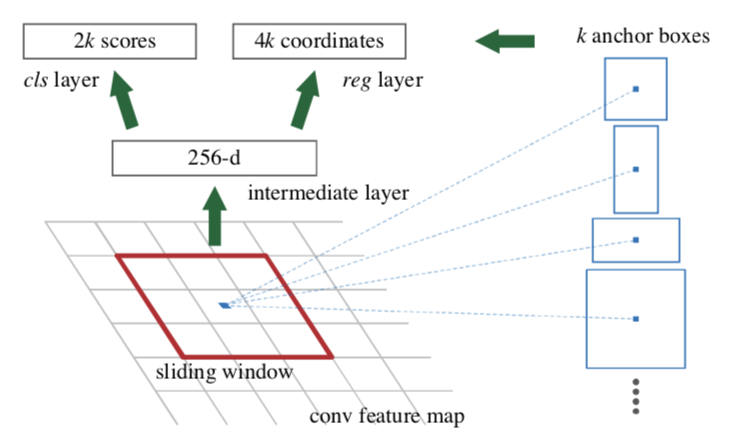 2k scores
4k coordinates
k anchor boxes
cls layer
reg layer
256-d
intermediate layer
sliding window
conv feature map